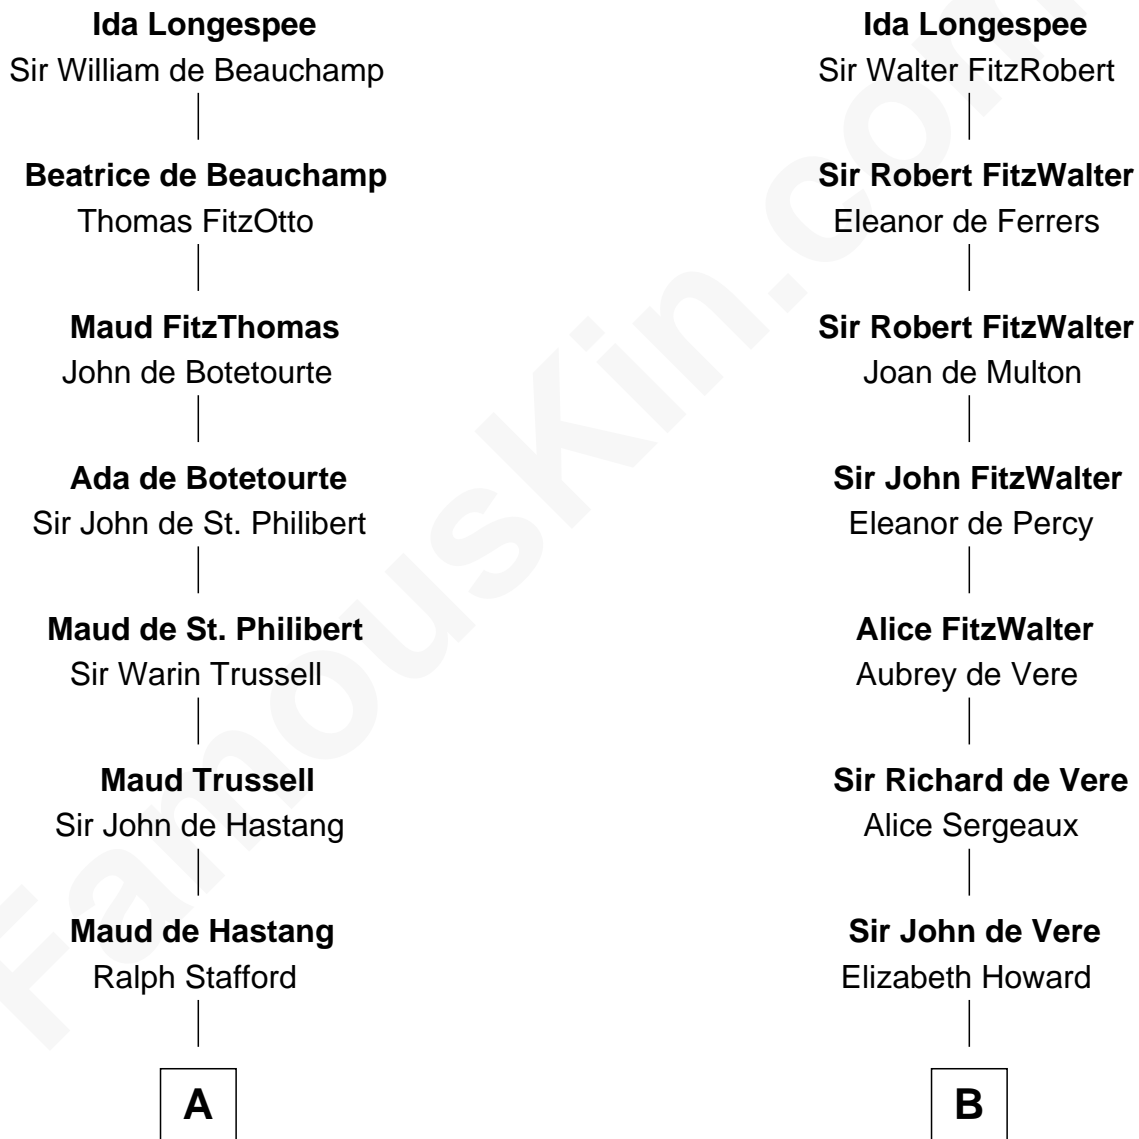 Ida Longespee
Sir William de Beauchamp
Beatrice de Beauchamp
Thomas FitzOtto
Maud FitzThomas
John de Botetourte
Ada de Botetourte
Sir John de St. Philibert
Maud de St. Philibert
Sir Warin Trussell
Maud Trussell
Sir John de Hastang
Maud de Hastang
Ralph Stafford
A
Ida Longespee
Sir Walter FitzRobert
Sir Robert FitzWalter
Eleanor de Ferrers
Sir Robert FitzWalter
Joan de Multon
Sir John FitzWalter
Eleanor de Percy
Alice FitzWalter
Aubrey de Vere
Sir Richard de Vere
Alice Sergeaux
Sir John de Vere
Elizabeth Howard
B
FamousKin.com